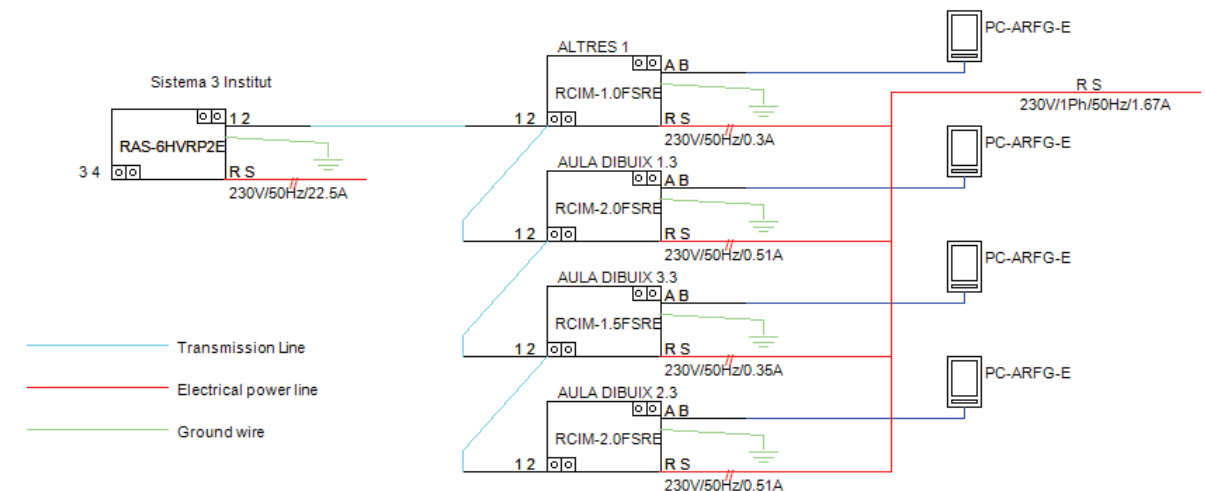 Sistema 3 Institut
1 2
RAS-6HVRP2E
3 4
R S
230V/50Hz/22.5A
ALTRES 1
A B
RCIM-1.0FSRE
1 2
R S
230V/50Hz/0.3A
PC-ARFG-E
R S
230V/1Ph/50Hz/1.67A
AULA DIBUIX 1.3
A B
RCIM-2.0FSRE
1 2
R S
230V/50Hz/0.51A
PC-ARFG-E
AULA DIBUIX 3.3
A B
RCIM-1.5FSRE
1 2
R S
230V/50Hz/0.35A
PC-ARFG-E
AULA DIBUIX 2.3
A B
RCIM-2.0FSRE
1 2
R S
230V/50Hz/0.51A
PC-ARFG-E
Transmission Line
Electrical power line
Ground wire